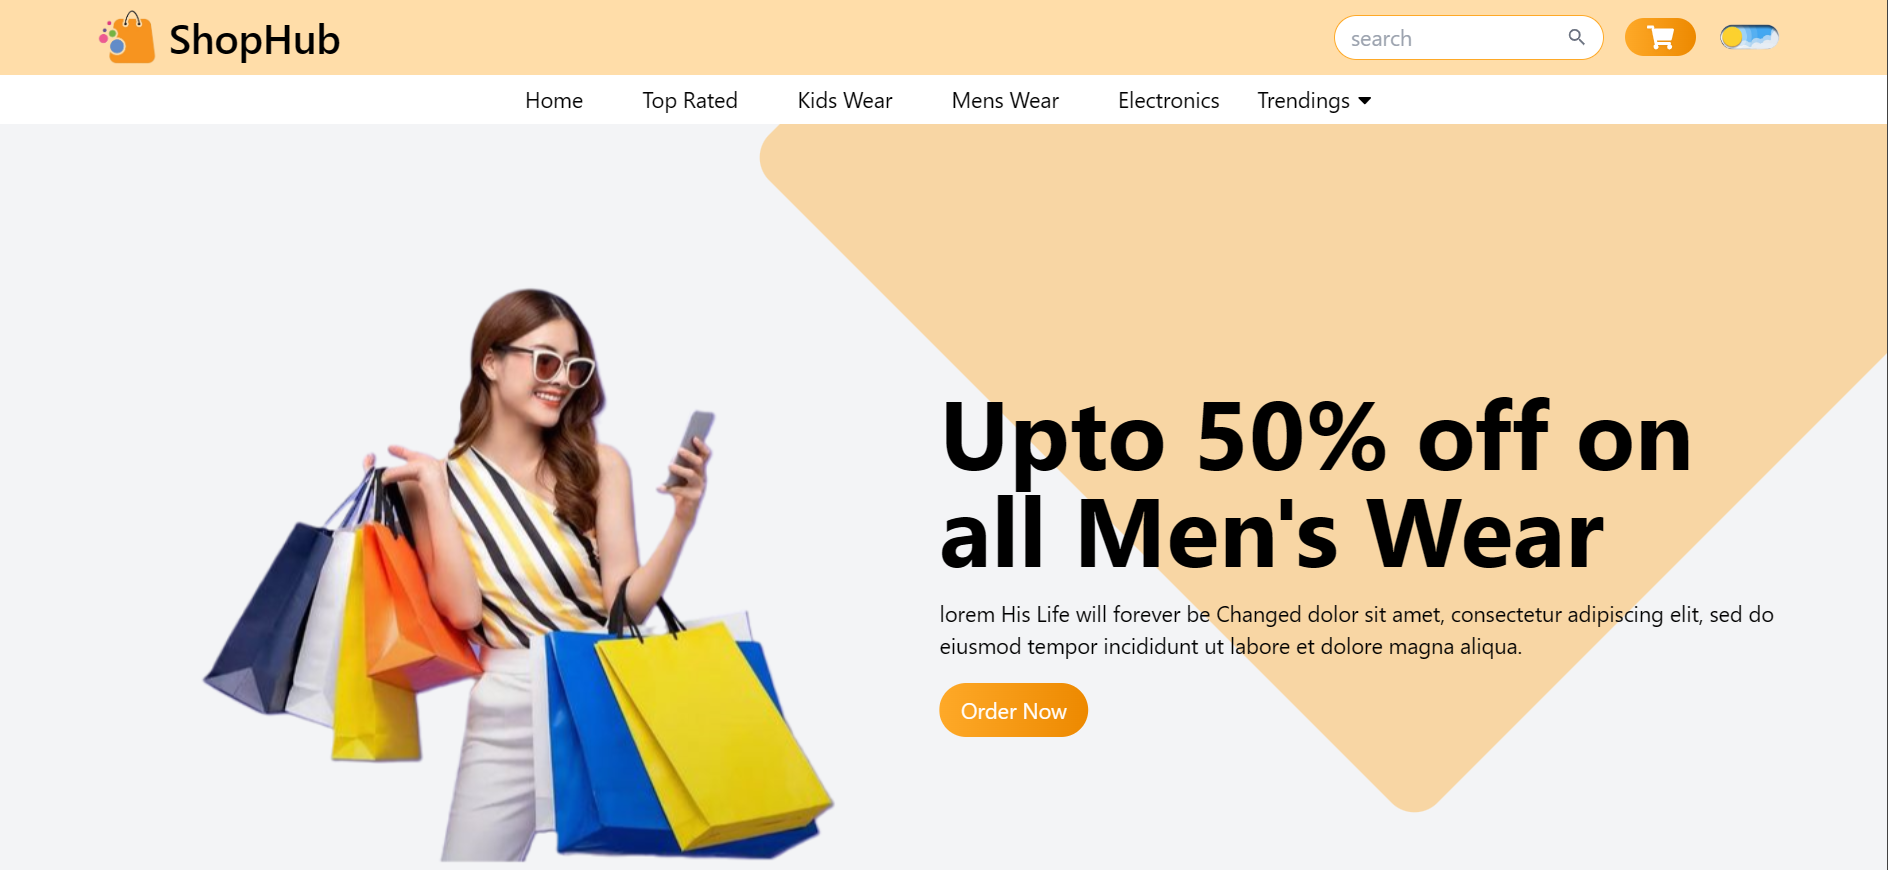 ShopHub
search
Home Top Rated Kids Wear Mens Wear Electronics Trendings
Upto 50% off on
all Men's Wear
lorem His Life will forever be Changed dolor sit amet, consectetur adipiscing elit, sed do
eiusmod tempor incididunt ut labore et dolore magna aliqua.
Order Now